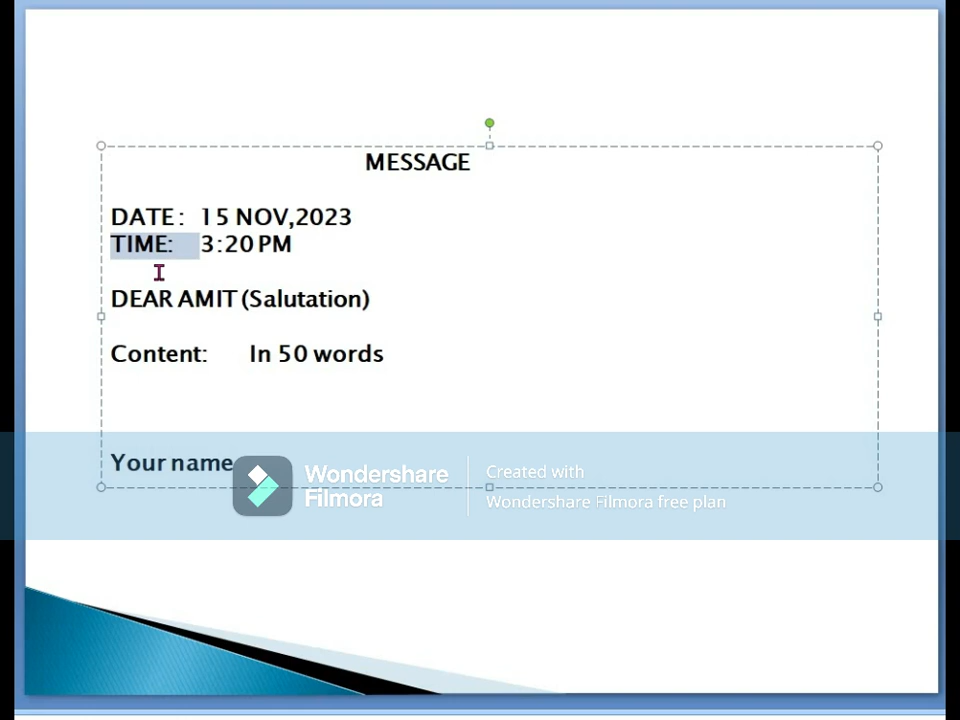 MESSAGE
DATE : 15 NOV,2023
TIME: 3:20 PM
DEAR AMIT (Salutation)
Content: In 50 words
Your name
Wondershare
Filmora
Created with
Wondershare Filmora free plan